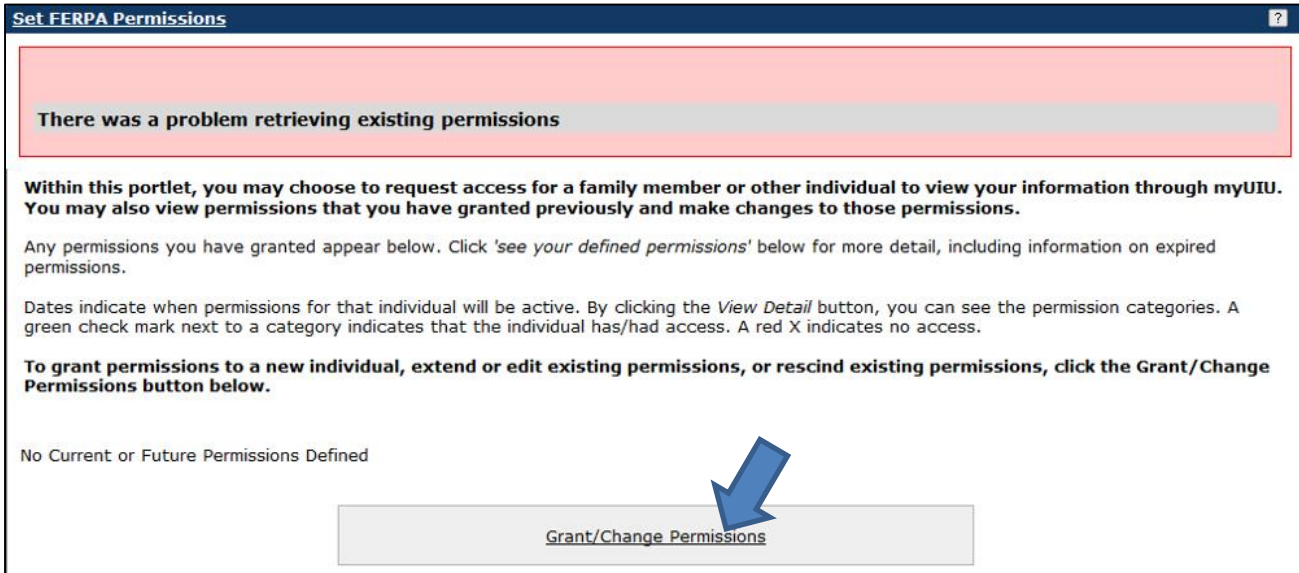 Set FERPA Permissions ?
There was a problem retrieving existing permissions
Within this portlet, you may choose to request access for a family member or other individual to view your information through myUIU.
You may also view permissions that you have granted previously and make changes to those permissions.
Any permissions you have granted appear below. Click 'see your defined permissions' below for more detail, including information on expired
permissions.
Dates indicate when permissions for that individual will be active. By clicking the View Detail button, you can see the permission categories. A
green check mark next to a category indicates that the individual has/had access. A red X indicates no access.
To grant permissions to a new individual, extend or edit existing permissions, or rescind existing permissions, click the Grant/Change
Permissions button below.
No Current or Future Permissions Defined
Grant/Change Permissions